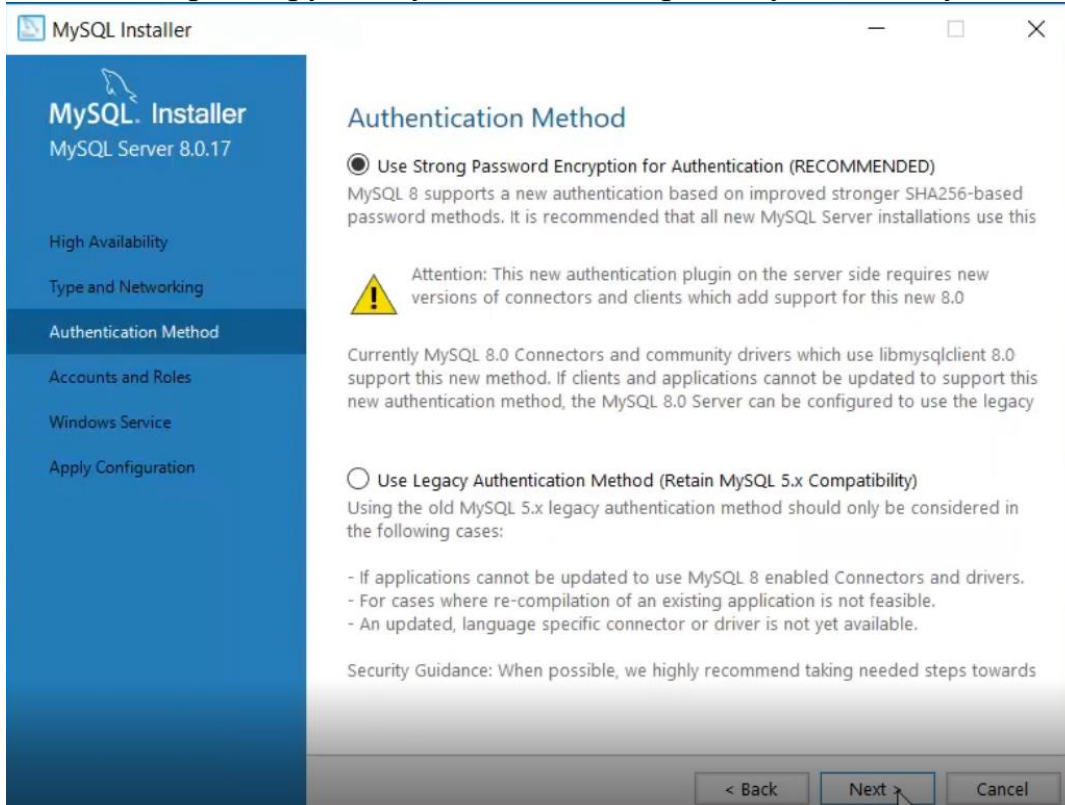 MySQL Installer
MySQL. Installer
MySQL Server 8.0.17
High Availability
Type and Networking
Authentication Method
Accounts and Roles
Windows Service
Apply Configuration
Authentication Method
Use Strong Password Encryption for Authentication (RECOMMENDED)
MySQL 8 supports a new authentication based on improved stronger SHA256-based
password methods. It is recommended that all new MySQL Server installations use this
Attention: This new authentication plugin on the server side requires new
versions of connectors and clients which add support for this new 8.0
Currently MySQL 8.0 Connectors and community drivers which use libmysqlclient 8.0
support this new method. If clients and applications cannot be updated to support this
new authentication method, the MySQL 8.0 Server can be configured to use the legacy
Use Legacy Authentication Method (Retain MySQL 5.x Compatibility)
Using the old MySQL 5.x legacy authentication method should only be considered in
the following cases:
- If applications cannot be updated to use MySQL 8 enabled Connectors and drivers.
- For cases where re-compilation of an existing application is not feasible.
- An updated, language specific connector or driver is not yet available.
Security Guidance: When possible, we highly recommend taking needed steps towards
< Back
Next >
Cancel